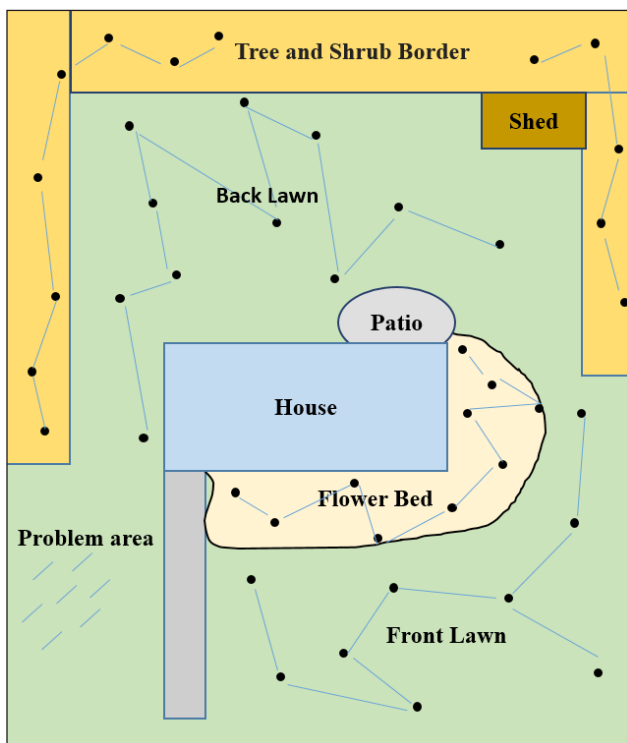 Tree and Shrub Border
Shed
Back Lawn
Patio
House
Flower Bed
Problem area
Front Lawn